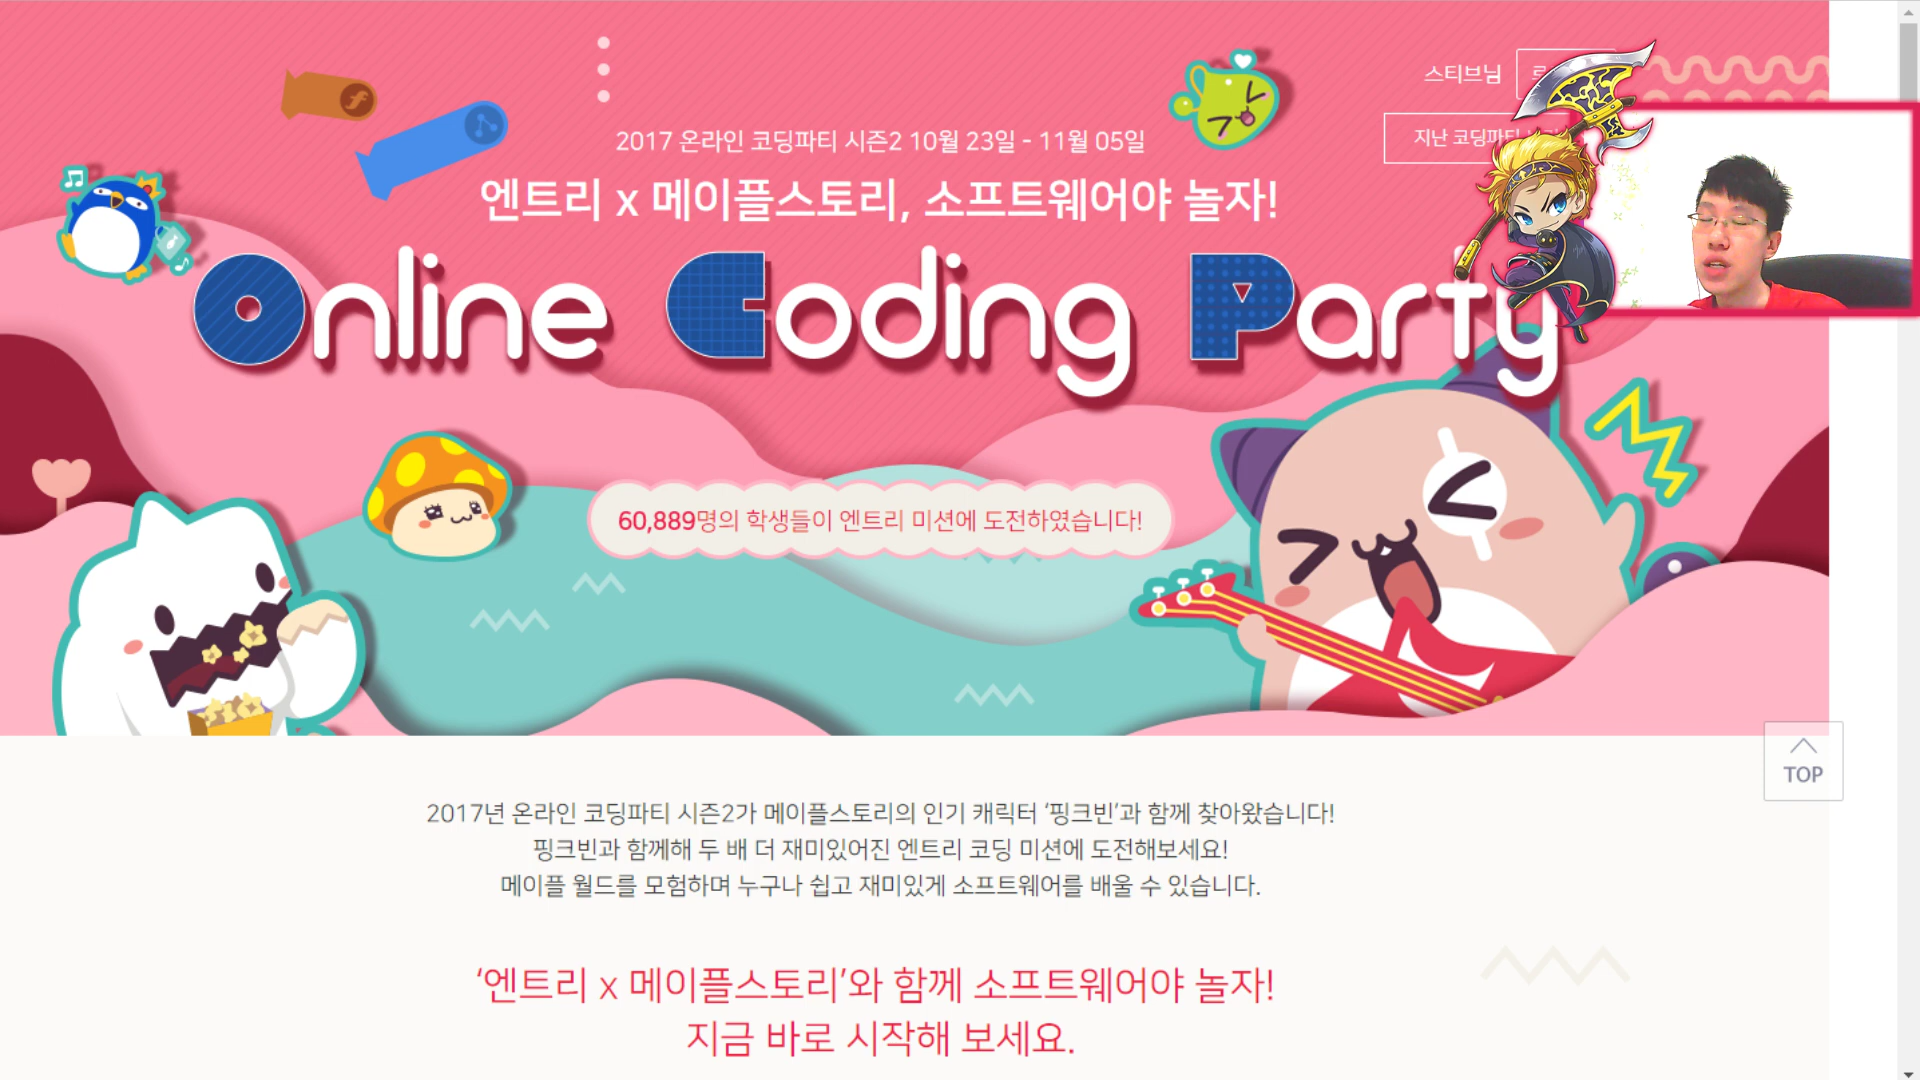 스티브님
2017 온라인 코딩파티 시즌2 10월 23일 - 11월 05일
지난 코딩파티
엔트리 x 메이플스토리, 소프트웨어야 놀자!
Online Coding Party
60,889명의 학생들이 엔트리 미션에 도전하였습니다!
TOP
2017년 온라인 코딩파티 시즌2가 메이플스토리의 인기 캐릭터 ‘핑크빈’과 함께 찾아왔습니다!
핑크빈과 함께해 두 배 더 재미있어진 엔트리 코딩 미션에 도전해보세요!
메이플 월드를 모험하며 누구나 쉽고 재미있게 소프트웨어를 배울 수 있습니다.
‘엔트리 x 메이플스토리’와 함께 소프트웨어야 놀자!
지금 바로 시작해 보세요.